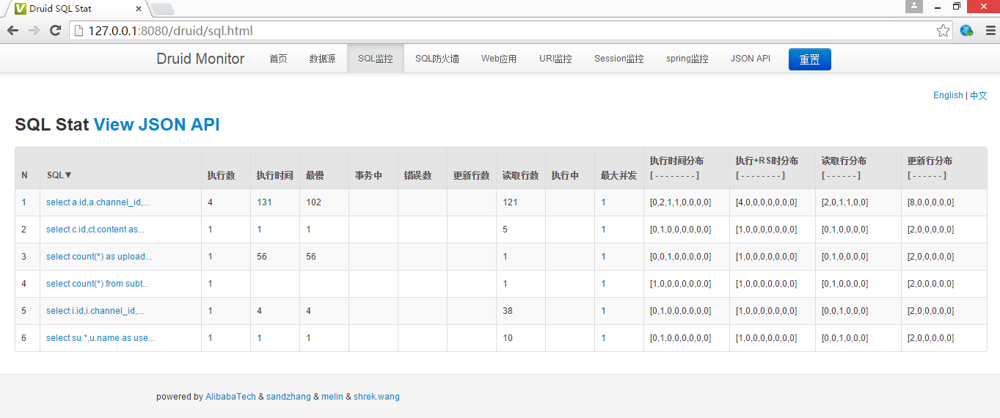 Druid SQL Stat
127.0.0.1:8080/druid/sql.html
Druid Monitor 首页 数据源 SQL监控 SQL防火墙 Web应用 URI监控 Session监控 spring监控 JSON API 重置
English | 中文
SQL Stat View JSON API
N SQL▼ 执行数 执行时间 最慢 事务中 错误数 更新行数 读取行数 执行中 最大并发 执行时间分布 [ - - - - - - - - ] 执行+RS时分布 [ - - - - - - - - ] 读取行分布 [ - - - - - - ] 更新行分布 [ - - - - - - ]
1 select a.id,a.channel_id,... 4 131 102 121 1 [0,2,1,1,0,0,0,0] [4,0,0,0,0,0,0,0] [2,0,1,1,0,0] [8,0,0,0,0,0]
2 select c.id,ct.content as... 1 1 1 5 1 [0,1,0,0,0,0,0,0] [1,0,0,0,0,0,0,0] [0,1,0,0,0,0] [2,0,0,0,0,0]
3 select count(*) as upload... 1 56 56 1 1 [0,0,1,0,0,0,0,0] [1,0,0,0,0,0,0,0] [0,1,0,0,0,0] [2,0,0,0,0,0]
4 select count(*) from subt... 1 1 1 [1,0,0,0,0,0,0,0] [1,0,0,0,0,0,0,0] [0,1,0,0,0,0] [2,0,0,0,0,0]
5 select i.id,i.channel_id,... 1 4 4 38 1 [0,1,0,0,0,0,0,0] [1,0,0,0,0,0,0,0] [0,0,1,0,0,0] [2,0,0,0,0,0]
6 select su.*,u.name as use... 1 1 1 10 1 [0,1,0,0,0,0,0,0] [1,0,0,0,0,0,0,0] [0,0,1,0,0,0] [2,0,0,0,0,0]
powered by AlibabaTech & sandzhang & melin & shrek.wang